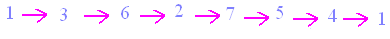 1 → 3 → 6 → 2 → 7 → 5 → 4 → 1